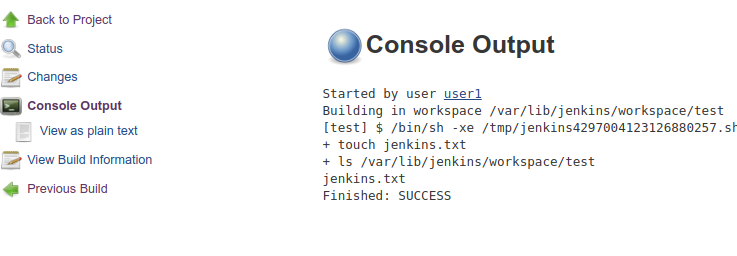 Back to Project
Status
Changes
Console Output
View as plain text
View Build Information
Previous Build
Console Output
Started by user user1
Building in workspace /var/lib/jenkins/workspace/test
[test] $ /bin/sh -xe /tmp/jenkins4297004123126880257.sh
+ touch jenkins.txt
+ ls /var/lib/jenkins/workspace/test
jenkins.txt
Finished: SUCCESS